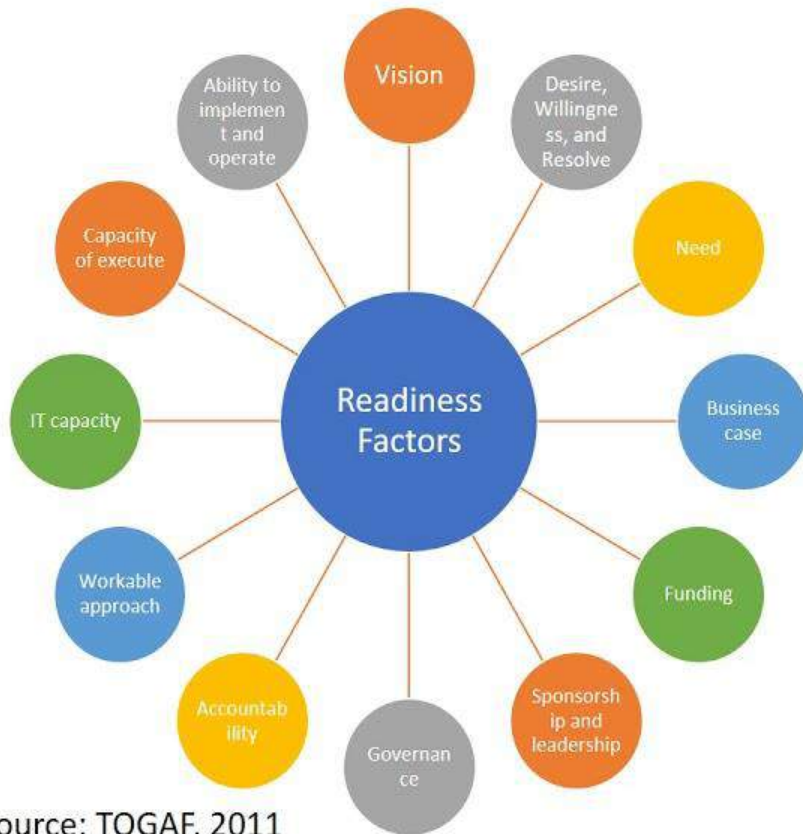 Vision
Desire,
Willingne
ss, and
Resolve
Need
Business
case
Funding
Sponsorsh
ip and
leadership
Governan
ce
Accountab
ility
Workable
approach
IT capacity
Capacity
of execute
Ability to
implemen
t and
operate
Readiness
Factors
ource: TOGAF, 2011